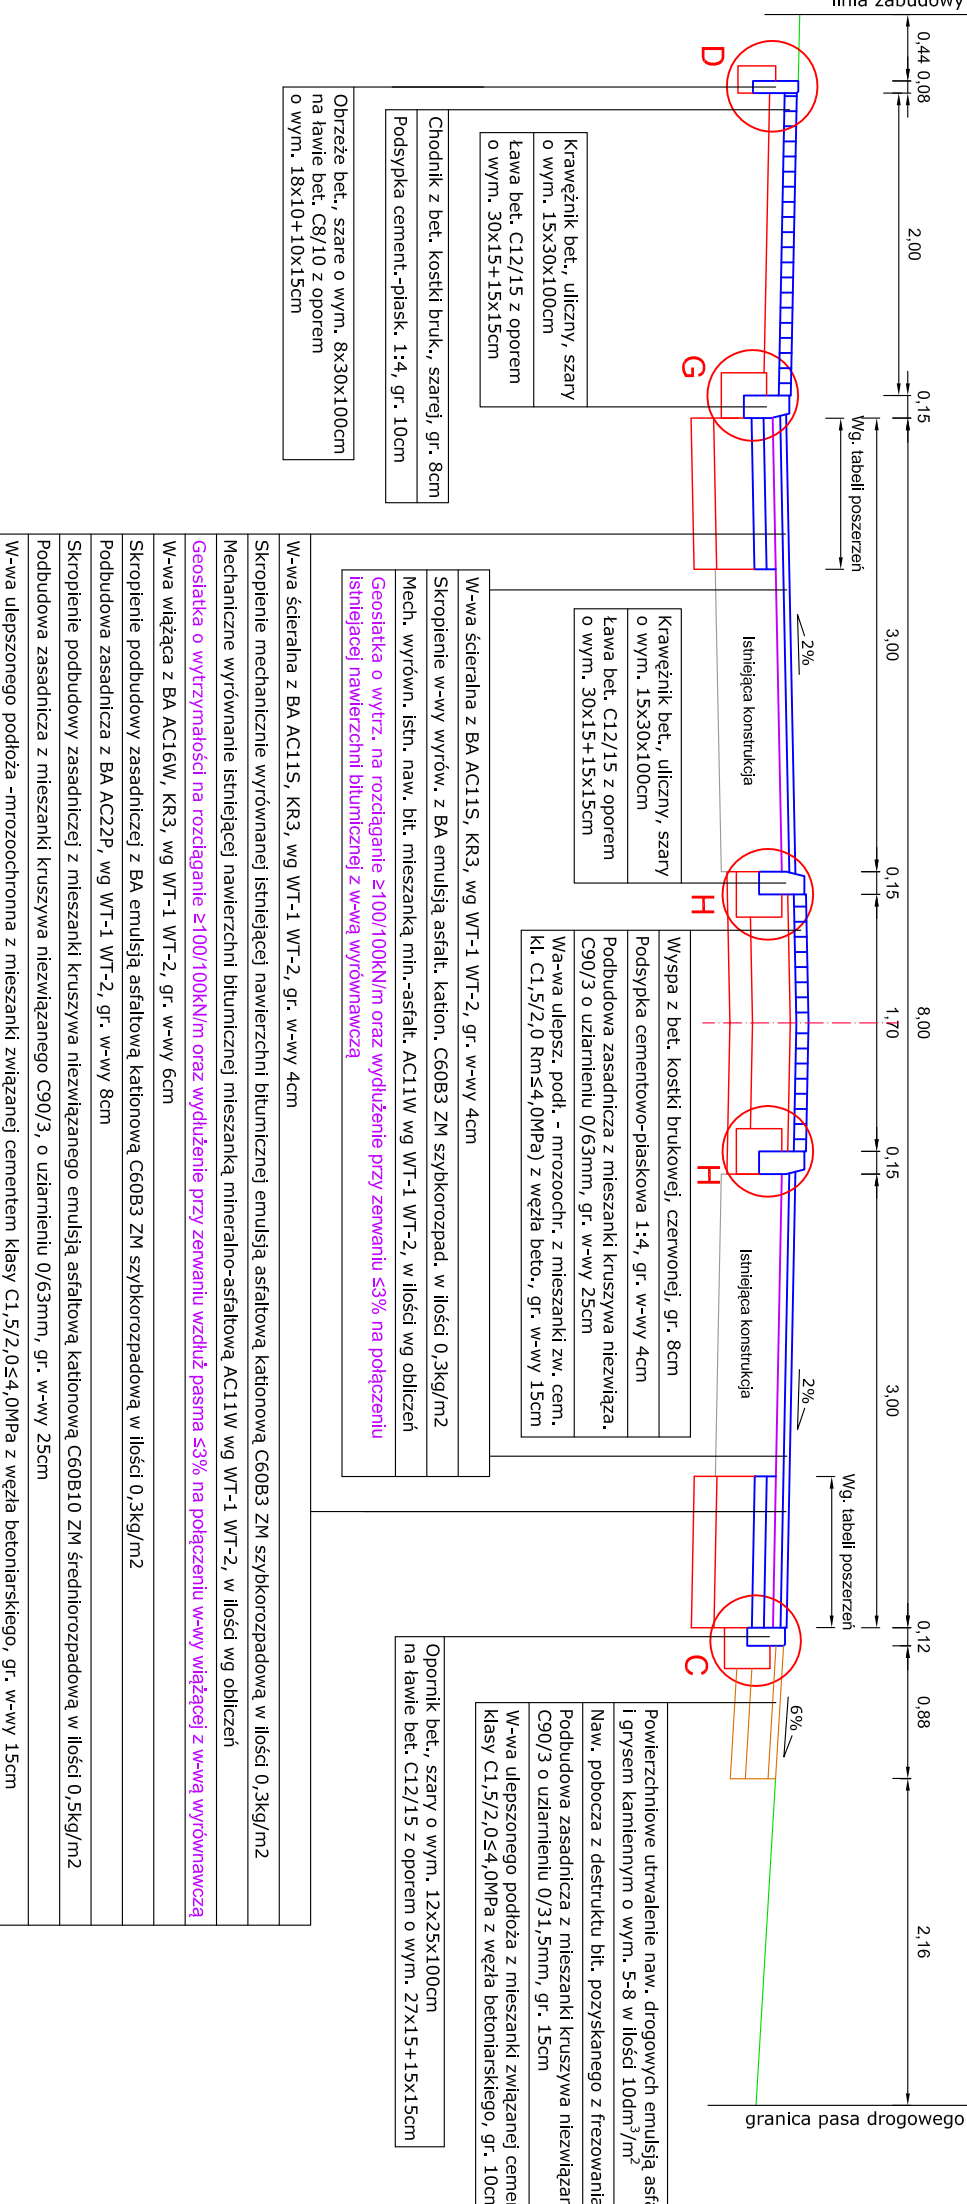 linia zabudowy
0,44
0,08
2,00
0,15
3,00
0,15
8,00
1,70
0,15
3,00
0,12
0,88
2,16
Wg. tabeli poszerzeń
Wg. tabeli poszerzeń
2%
2%
6%
Istniejąca konstrukcja
Istniejąca konstrukcja
granica pasa drogowego
D
G
H
H
C
Krawężnik bet., uliczny, szary
o wym. 15x30x100cm
Ława bet. C12/15 z oporem
o wym. 30x15+15x15cm
Chodnik z bet. kostki bruk., szarej, gr. 8cm
Podsypka cement.-piask. 1:4, gr. 10cm
Obrzeże bet., szare o wym. 8x30x100cm
na ławie bet. C8/10 z oporem
o wym. 18x10+10x15cm
Krawężnik bet., uliczny, szary
o wym. 15x30x100cm
Ława bet. C12/15 z oporem
o wym. 30x15+15x15cm
W-wa ścieralna z BA AC11S, KR3, wg WT-1 WT-2, gr. w-wy 4cm
Skropienie w-wy wyrów. z BA emulsją asfalt. kation. C60B3 ZM szybkorozpad. w ilości 0,3kg/m2
Mech. wyrówn. istn. naw. bit. mieszanką min.-asfalt. AC11W wg WT-1 WT-2, w ilości wg obliczeń
Geosiatka o wytrz. na rozciąganie ≥100/100kN/m oraz wydłużenie przy zerwaniu ≤3% na połączeniu
istniejacej nawierzchni bitumicznej z w-wą wyrównawczą
Wyspa z bet. kostki brukowej, czerwonej, gr. 8cm
Podsypka cementowo-piaskowa 1:4, gr. w-wy 4cm
Podbudowa zasadnicza z mieszanki kruszywa niezwiąza.
C90/3 o uziarnieniu 0/63mm, gr. w-wy 25cm
Wa-wa ulepsz. podł. - mrozoochr. z mieszanki zw. cem.
kl. C1,5/2,0 Rm≤4,0MPa) z węzła beto., gr. w-wy 15cm
W-wa ścieralna z BA AC11S, KR3, wg WT-1 WT-2, gr. w-wy 4cm
Skropienie mechanicznie wyrównanej istniejącej nawierzchni bitumicznej emulsją asfaltową kationową C60B3 ZM szybkorozpadową w ilości 0,3kg/m2
Mechaniczne wyrównanie istniejącej nawierzchni bitumicznej mieszanką mineralno-asfaltową AC11W wg WT-1 WT-2, w ilości wg obliczeń
Geosiatka o wytrzymałości na rozciąganie ≥100/100kN/m oraz wydłużenie przy zerwaniu wzdłuż pasma ≤3% na połączeniu w-wy wiążącej z w-wą wyrównawczą
W-wa wiążąca z BA AC16W, KR3, wg WT-1 WT-2, gr. w-wy 6cm
Skropienie podbudowy zasadniczej z BA emulsją asfaltową kationową C60B3 ZM szybkorozpadową w ilości 0,3kg/m2
Podbudowa zasadnicza z BA AC22P, wg WT-1 WT-2, gr. w-wy 8cm
Skropienie podbudowy zasadniczej z mieszanki kruszywa niezwiązanego emulsją asfaltową kationową C60B10 ZM średniorozpadową w ilości 0,5kg/m2
Podbudowa zasadnicza z mieszanki kruszywa niezwiązanego C90/3, o uziarnieniu 0/63mm, gr. w-wy 25cm
W-wa ulepszonego podłoża -mrozoochronna z mieszanki związanej cementem klasy C1,5/2,0≤4,0MPa z węzła betoniarskiego, gr. w-wy 15cm
Powierzchniowe utrwalenie naw. drogowych emulsją asfa
i grysem kamiennym o wym. 5-8 w ilości 10dm³/m²
Naw. pobocza z destruktu bit. pozyskanego z frezowania
Podbudowa zasadnicza z mieszanki kruszywa niezwiązan
C90/3 o uziarnieniu 0/31,5mm, gr. 15cm
W-wa ulepszonego podłoża z mieszanki związanej cemen
klasy C1,5/2,0≤4,0MPa z węzła betoniarskiego, gr. 10cm
Opornik bet., szary o wym. 12x25x100cm
na ławie bet. C12/15 z oporem o wym. 27x15+15x15cm